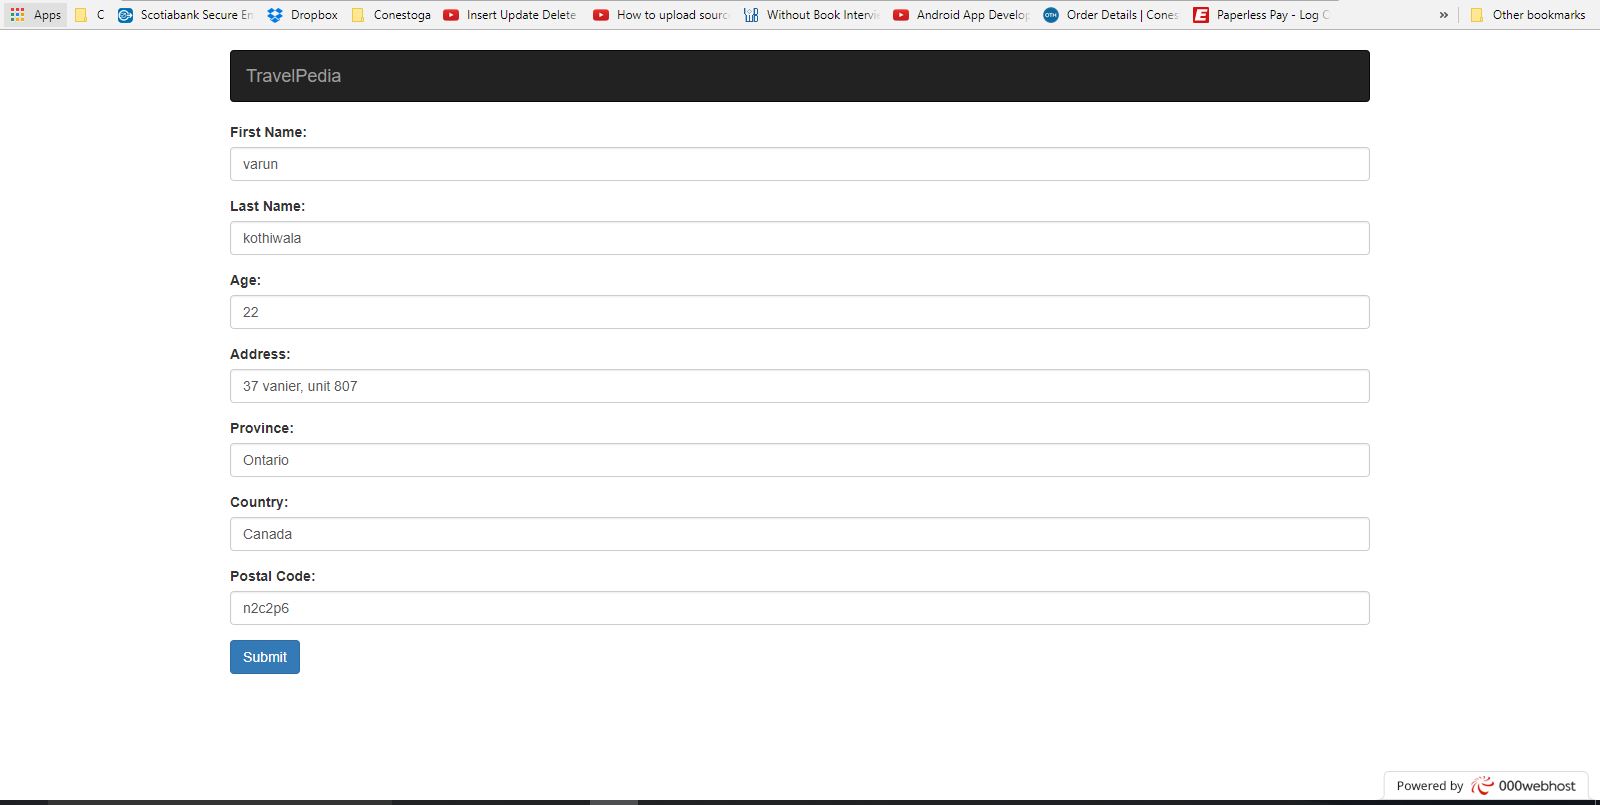 Apps C Scotiabank Secure En Dropbox Conestoga Insert Update Delete How to upload sourc Without Book Intervi Android App Develop OTH Order Details | Cones Paperless Pay - Log O » Other bookmarks
TravelPedia
First Name:
varun
Last Name:
kothiwala
Age:
22
Address:
37 vanier, unit 807
Province:
Ontario
Country:
Canada
Postal Code:
n2c2p6
Submit
Powered by 000webhost